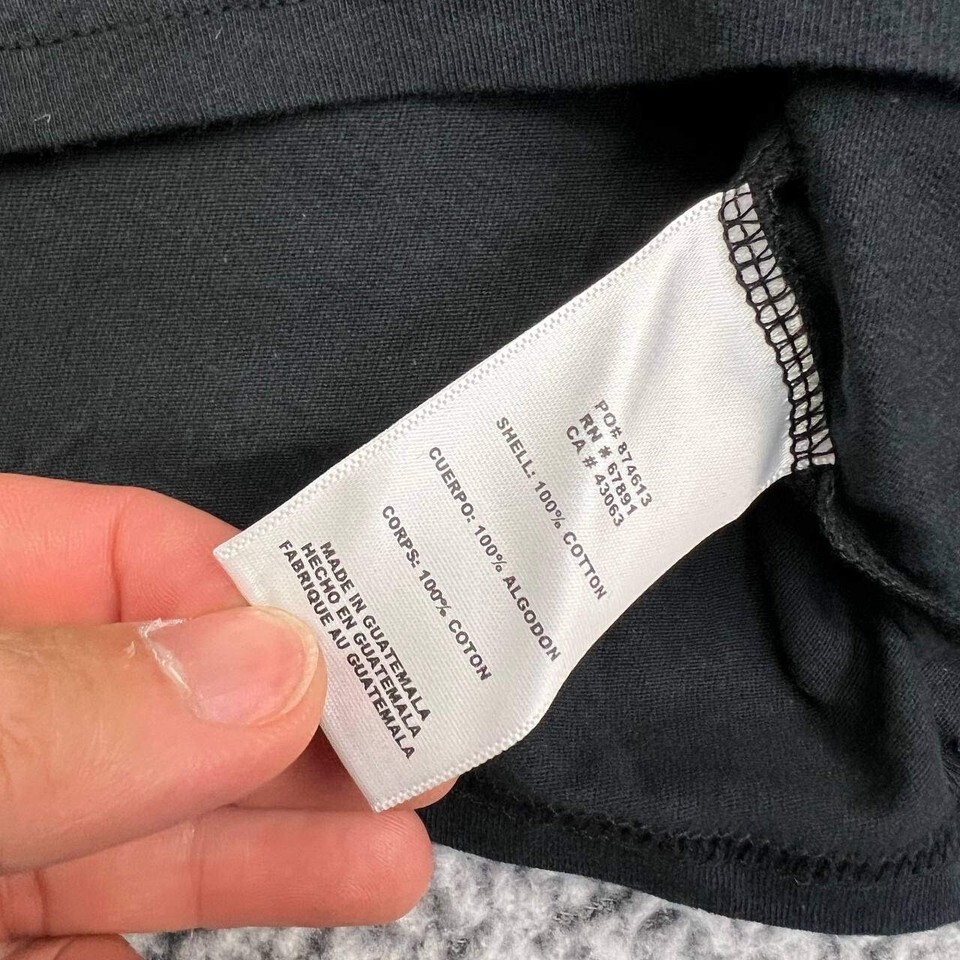 PO# 874613
RN # 67891
CA # 43063
SHELL: 100% COTTON
CUERPO: 100% ALGODON
CORPS: 100% COTON
MADE IN GUATEMALA
HECHO EN GUATEMALA
FABRIQUE AU GUATEMALA